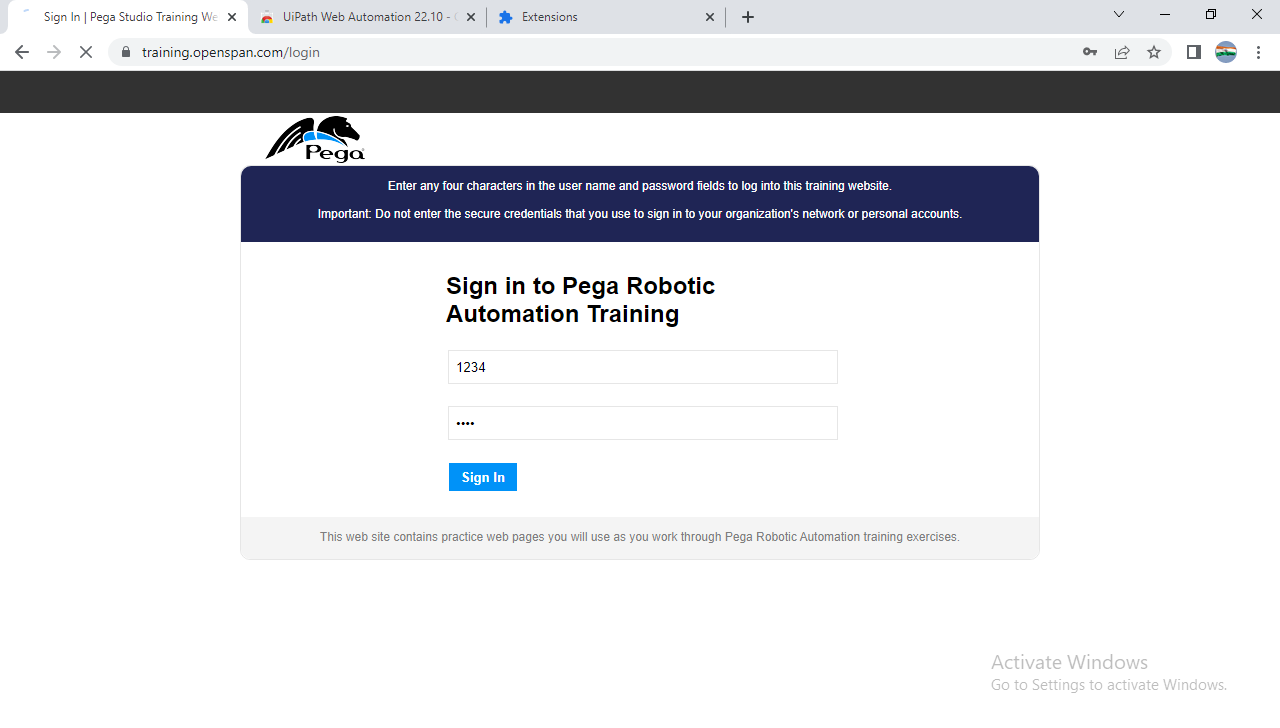 Sign In | Pega Studio Training We
UiPath Web Automation 22.10 -
Extensions
training.openspan.com/login
Pega
Enter any four characters in the user name and password fields to log into this training website.
Important: Do not enter the secure credentials that you use to sign in to your organization's network or personal accounts.
Sign in to Pega Robotic
Automation Training
1234
••••
Sign In
This web site contains practice web pages you will use as you work through Pega Robotic Automation training exercises.
Activate Windows
Go to Settings to activate Windows.